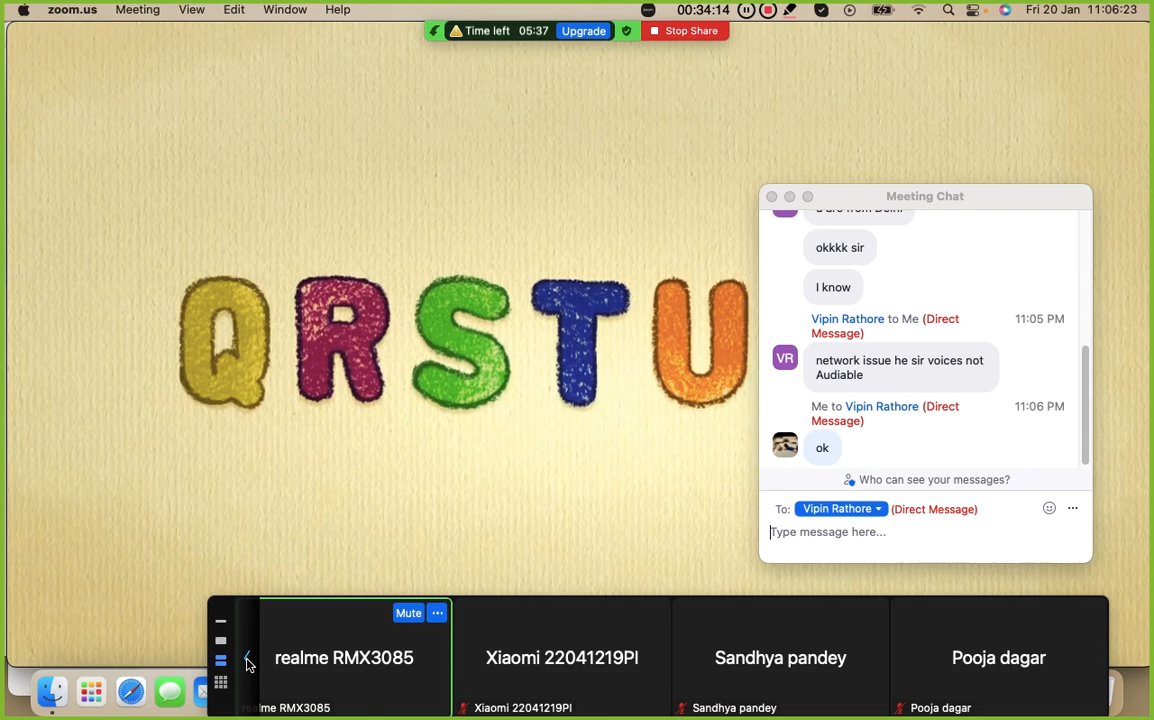 zoom.us Meeting View Edit Window Help 00:34:14 Fri 20 Jan 11:06:23
Time left 05:37 Upgrade Stop Share
Q R S T U
Meeting Chat
okkkk sir
I know
Vipin Rathore to Me (Direct 11:05 PM
Message)
VR
network issue he sir voices not
Audiable
Me to Vipin Rathore (Direct 11:06 PM
Message)
ok
Who can see your messages?
To: Vipin Rathore (Direct Message)
Type message here...
Mute
realme RMX3085 Xiaomi 22041219PI Sandhya pandey Pooja dagar
realme RMX3085 Xiaomi 22041219PI Sandhya pandey Pooja dagar